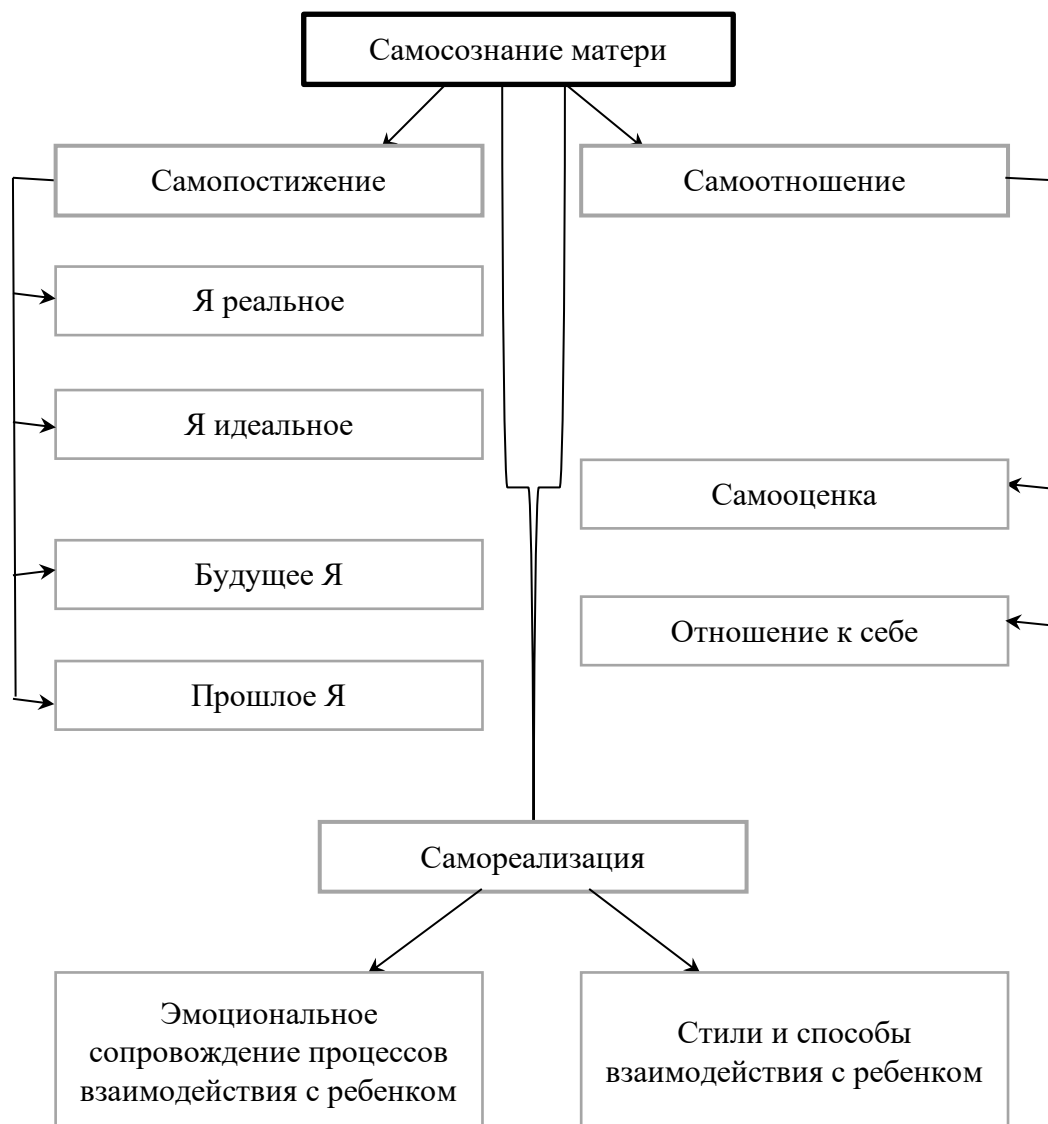 Самосознание матери
Самопостижение
Самоотношение
Я реальное
Я идеальное
Самооценка
Будущее Я
Отношение к себе
Прошлое Я
Самореализация
Эмоциональное
сопровождение процессов
взаимодействия с ребенком
Стили и способы
взаимодействия с ребенком